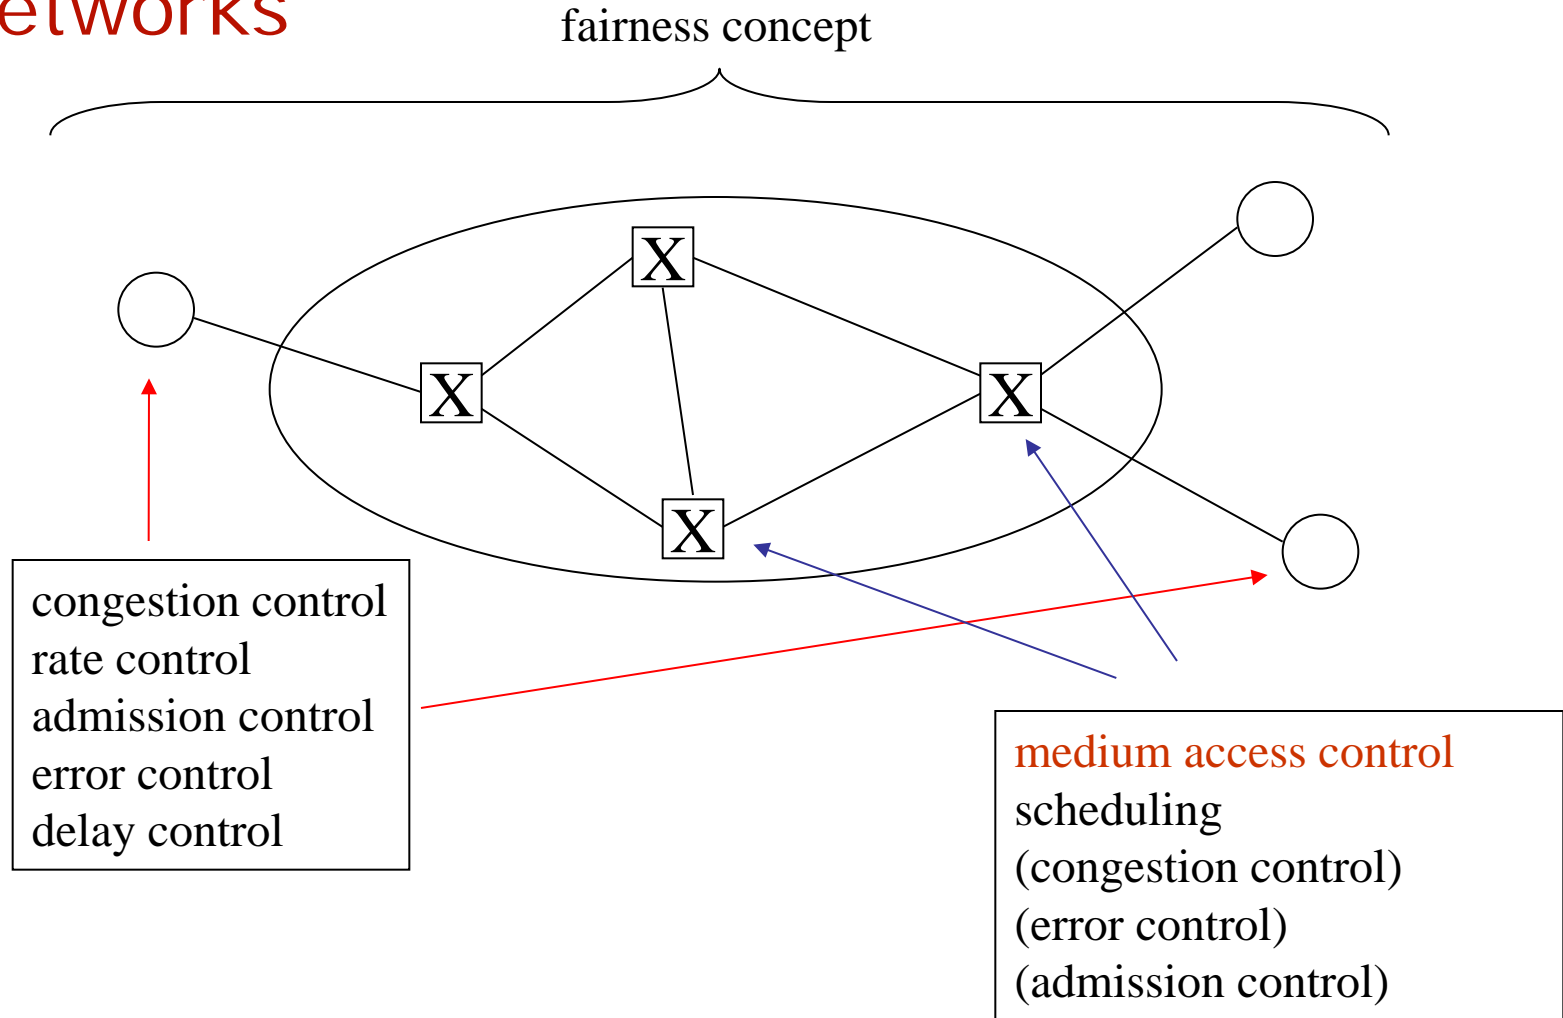 etworks
fairness concept
X
X
X
X
congestion control
rate control
admission control
error control
delay control
medium access control
scheduling
(congestion control)
(error control)
(admission control)